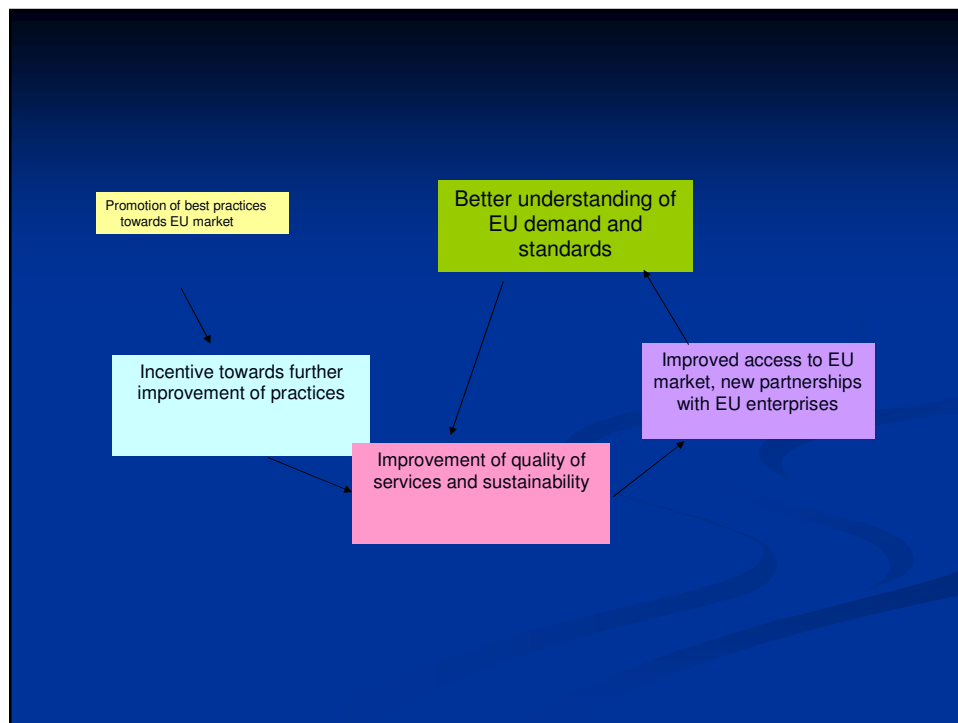 Promotion of best practices
towards EU market
Better understanding of
EU demand and
standards
Incentive towards further
improvement of practices
Improved access to EU
market, new partnerships
with EU enterprises
Improvement of quality of
services and sustainability